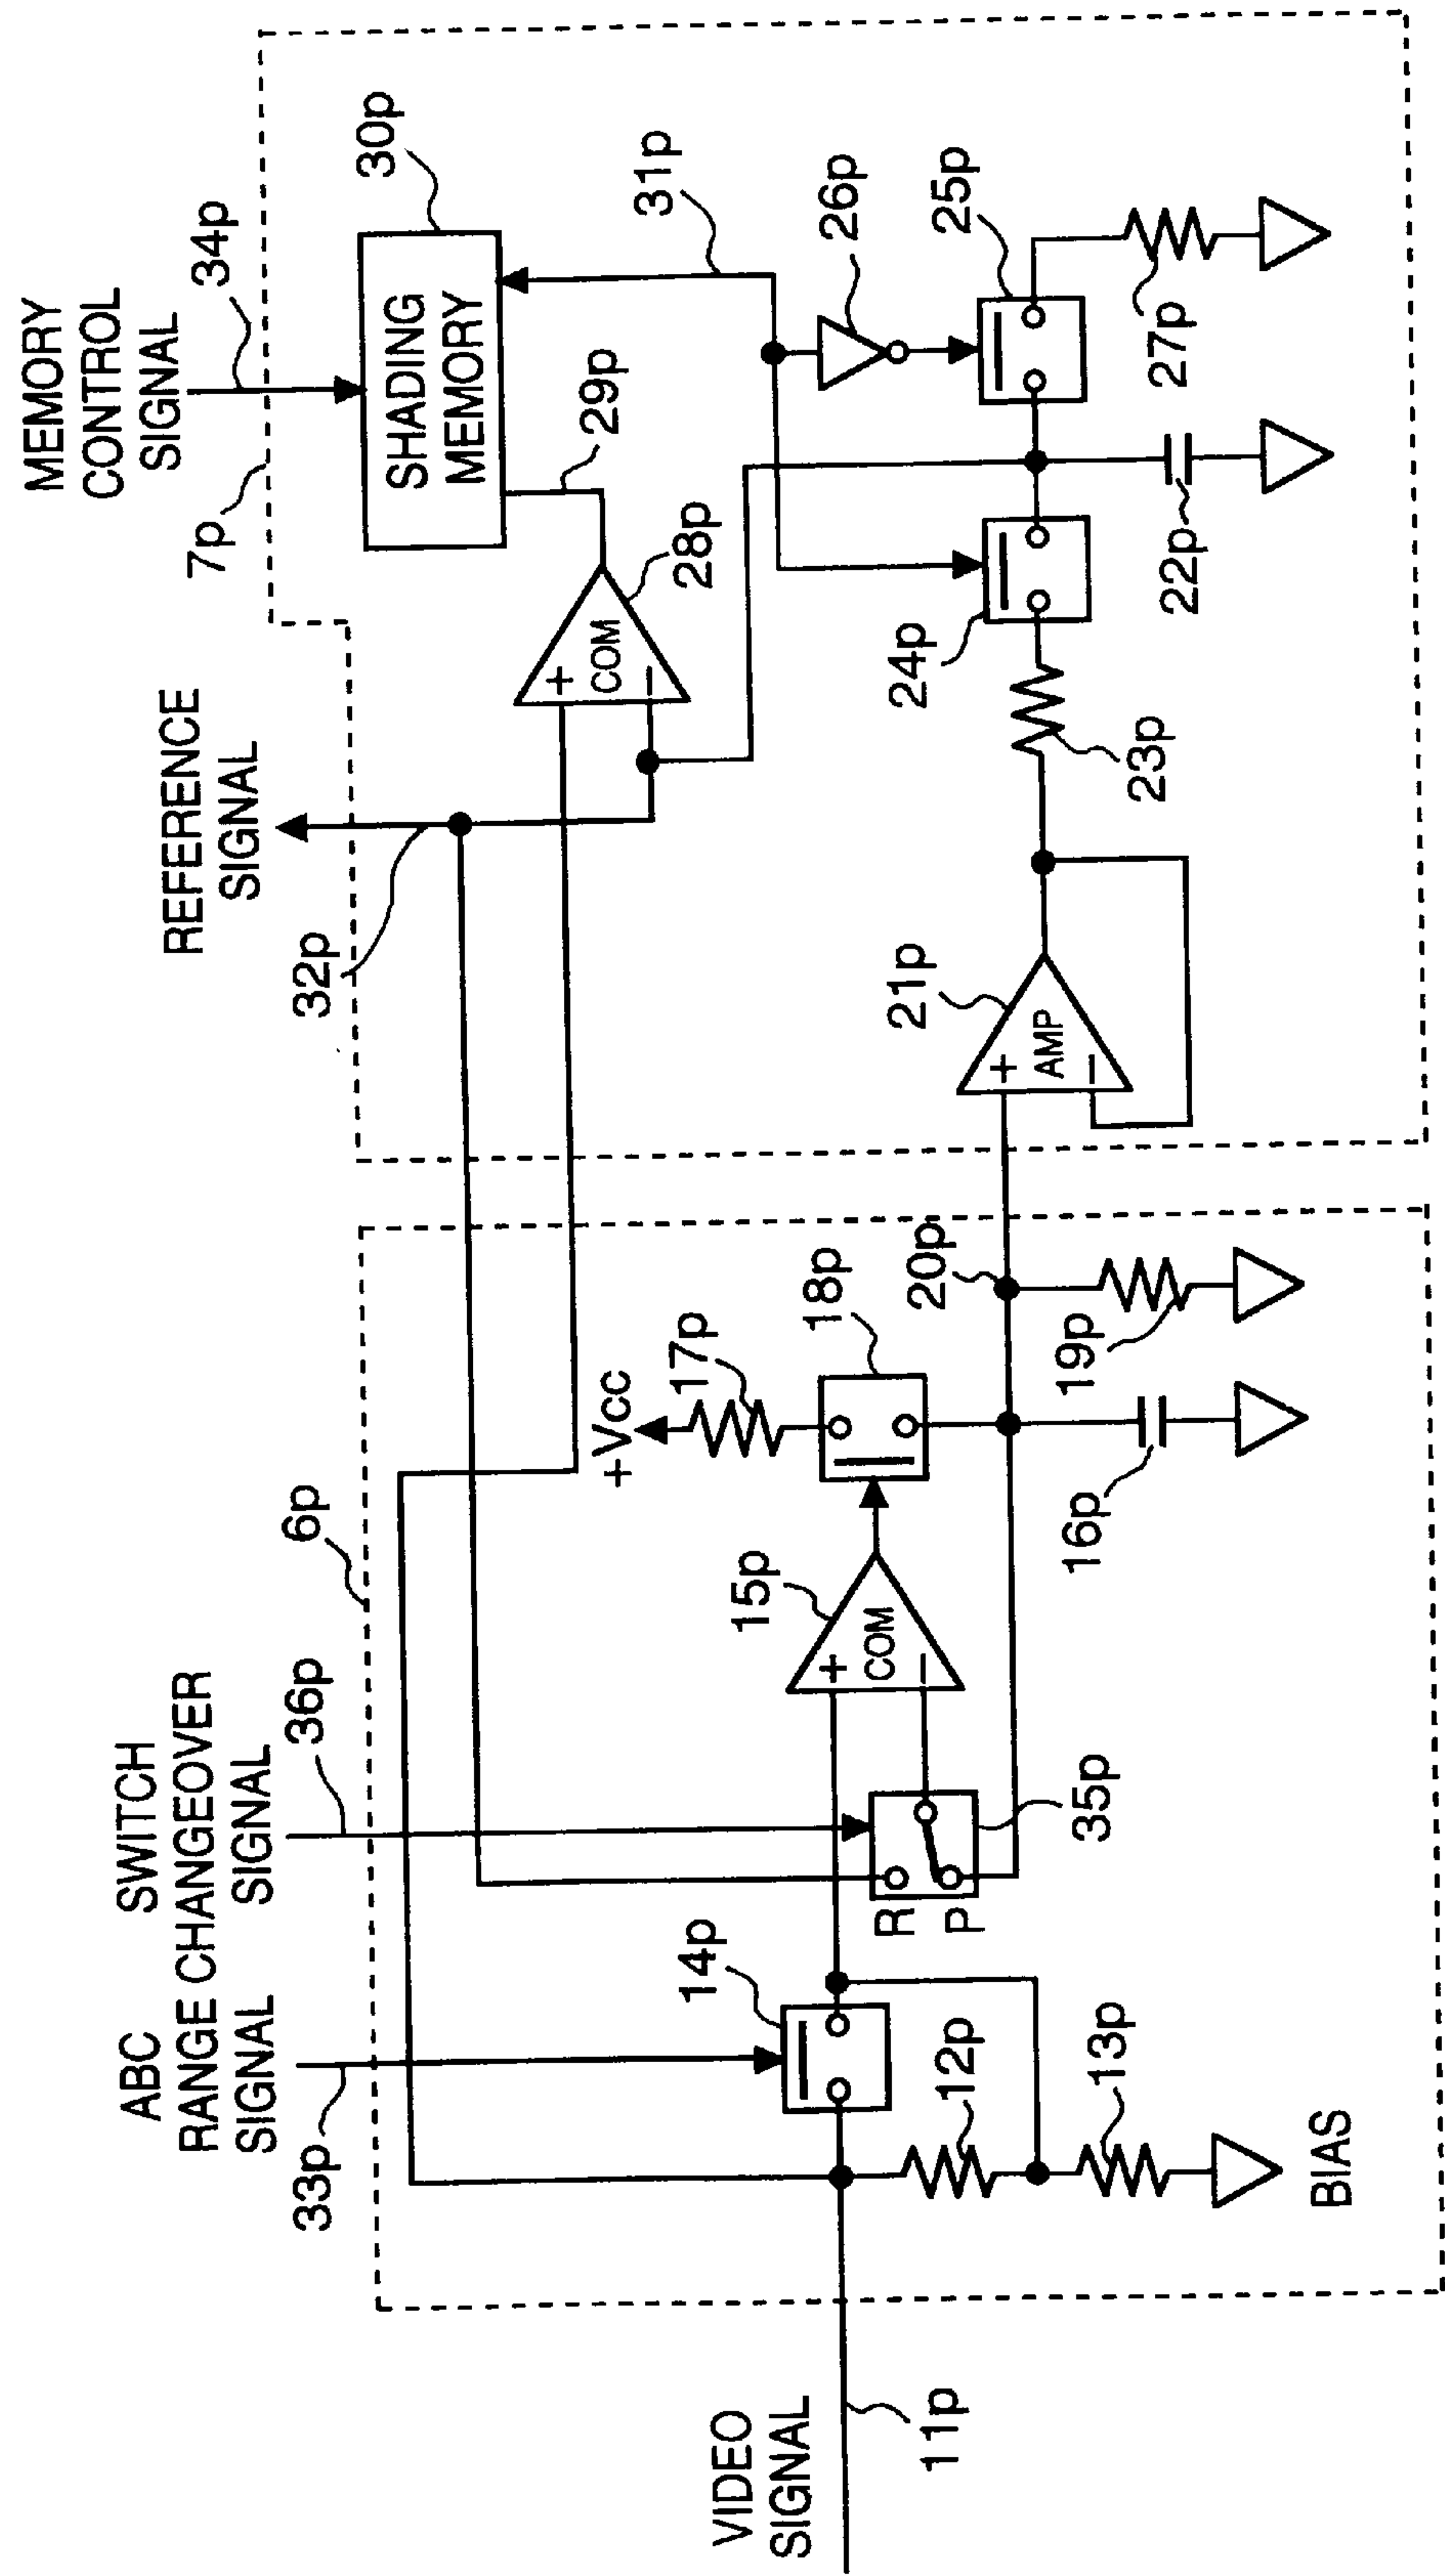 MEMORY
CONTROL
SIGNAL
34p
7p
REFERENCE
SIGNAL
32p
SHADING
MEMORY
30p
29p
31p
+
COM
−
28p
26p
25p
27p
24p
22p
23p
21p
+
AMP
−
ABC
RANGE CHANGEOVER
SIGNAL
33p
SWITCH
SIGNAL
36p
6p
+Vcc
17p
18p
20p
19p
16p
15p
+
COM
−
14p
R
P
35p
12p
13p
BIAS
VIDEO
SIGNAL
11p